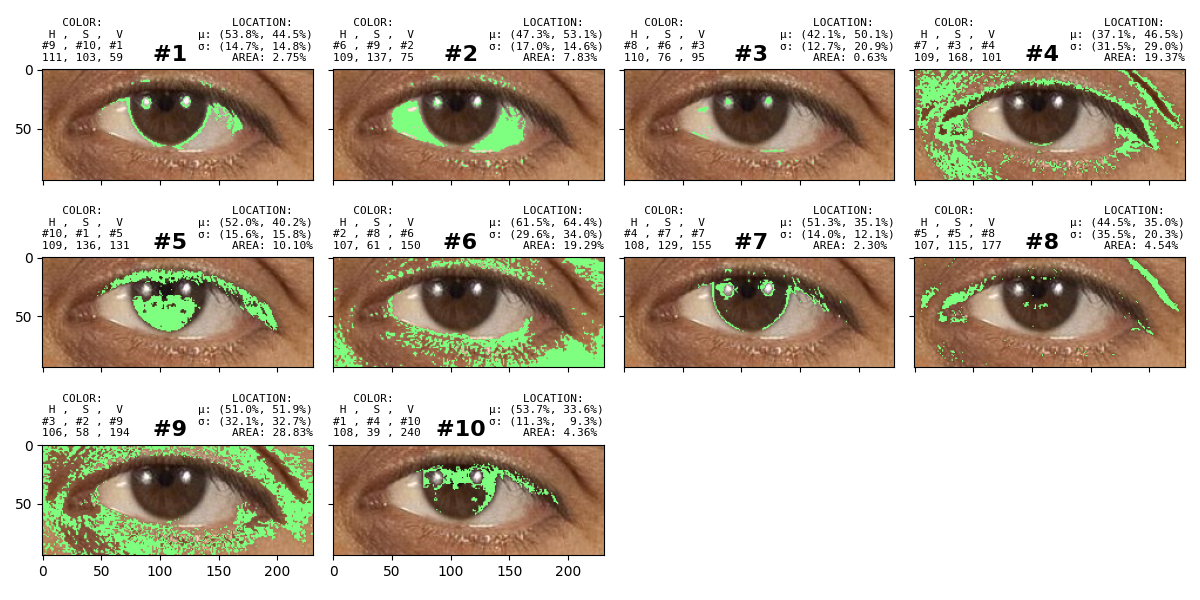 COLOR: LOCATION:
H , S , V μ: (53.8%, 44.5%)
#9 , #10, #1 σ: (14.7%, 14.8%)
111, 103, 59 #1 AREA: 2.75%
COLOR: LOCATION:
H , S , V μ: (47.3%, 53.1%)
#6 , #9 , #2 σ: (17.0%, 14.6%)
109, 137, 75 #2 AREA: 7.83%
COLOR: LOCATION:
H , S , V μ: (42.1%, 50.1%)
#8 , #6 , #3 σ: (12.7%, 20.9%)
110, 76 , 95 #3 AREA: 0.63%
COLOR: LOCATION:
H , S , V μ: (37.1%, 46.5%)
#7 , #3 , #4 σ: (31.5%, 29.0%)
109, 168, 101 #4 AREA: 19.37%
0
50
COLOR: LOCATION:
H , S , V μ: (52.0%, 40.2%)
#10, #1 , #5 σ: (15.6%, 15.8%)
109, 136, 131 #5 AREA: 10.10%
COLOR: LOCATION:
H , S , V μ: (61.5%, 64.4%)
#2 , #8 , #6 σ: (29.6%, 34.0%)
107, 61 , 150 #6 AREA: 19.29%
COLOR: LOCATION:
H , S , V μ: (51.3%, 35.1%)
#4 , #7 , #7 σ: (14.0%, 12.1%)
108, 129, 155 #7 AREA: 2.30%
COLOR: LOCATION:
H , S , V μ: (44.5%, 35.0%)
#5 , #5 , #8 σ: (35.5%, 20.3%)
107, 115, 177 #8 AREA: 4.54%
0
50
COLOR: LOCATION:
H , S , V μ: (51.0%, 51.9%)
#3 , #2 , #9 σ: (32.1%, 32.7%)
106, 58 , 194 #9 AREA: 28.83%
COLOR: LOCATION:
H , S , V μ: (53.7%, 33.6%)
#1 , #4 , #10 σ: (11.3%, 9.3%)
108, 39 , 240 #10 AREA: 4.36%
0
50
0 50 100 150 200
0 50 100 150 200